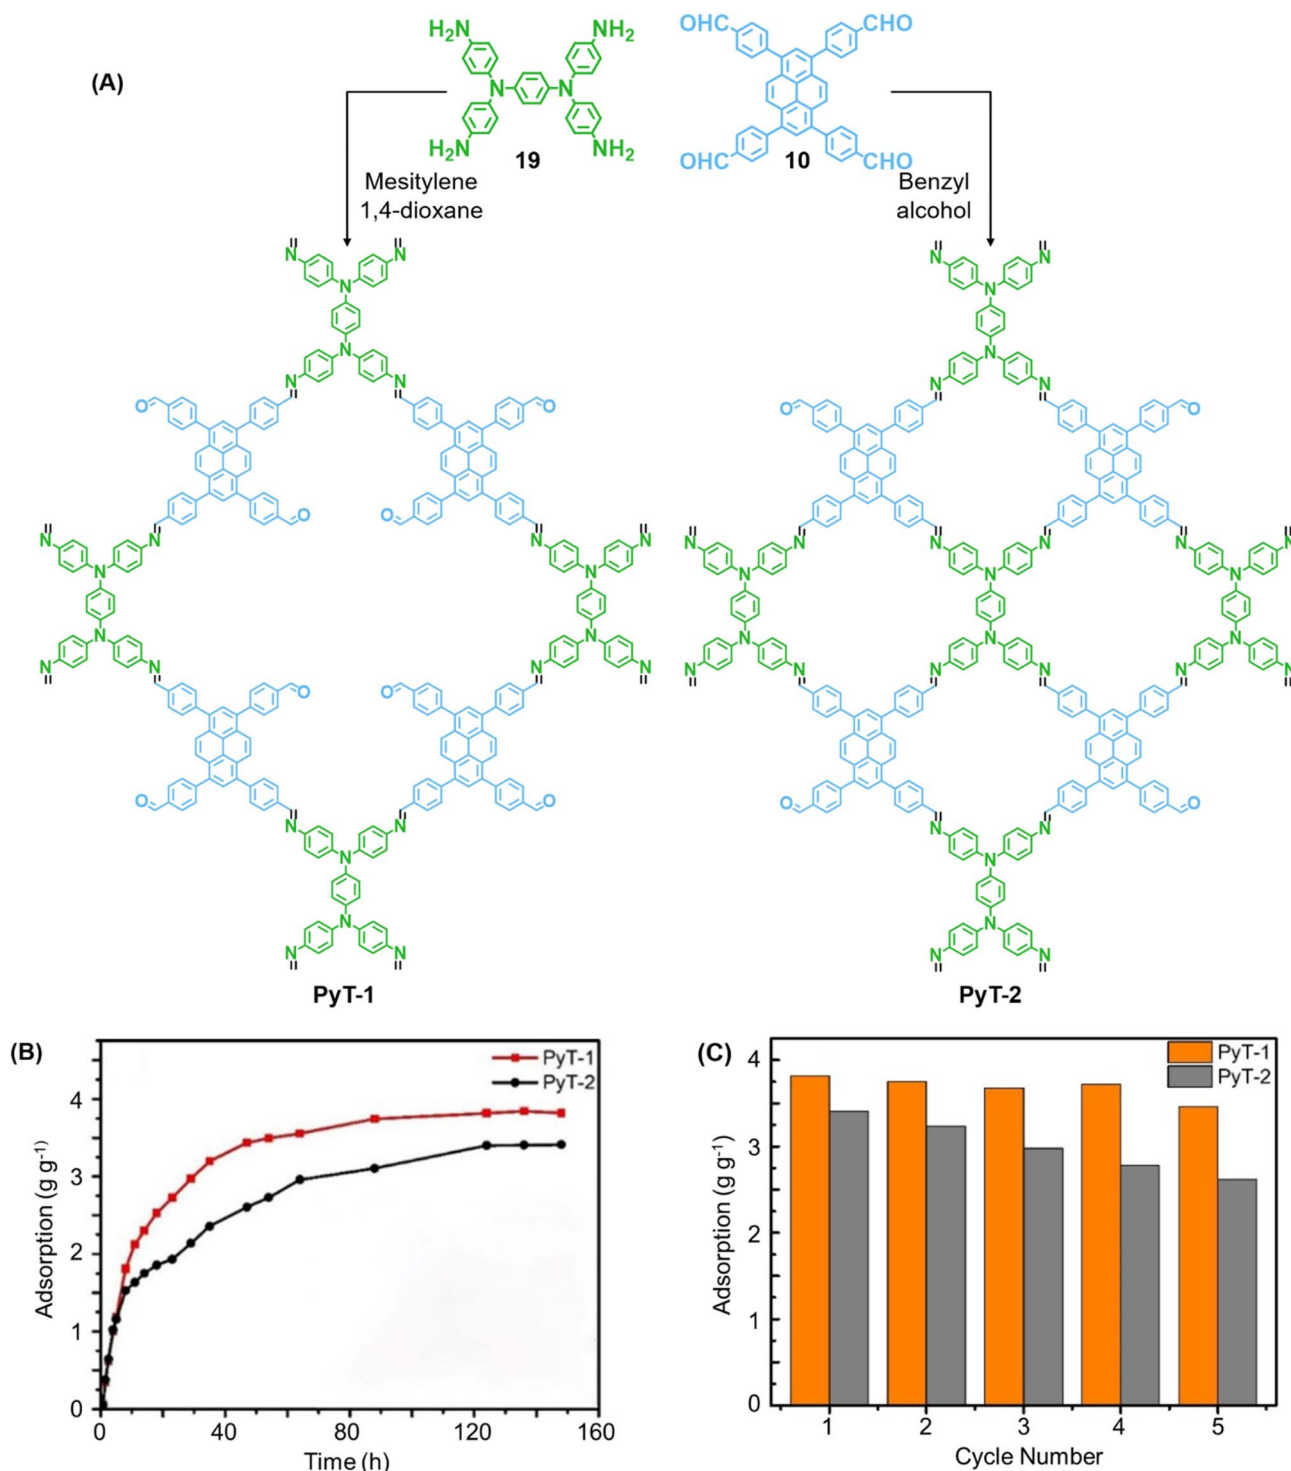 (A)
H₂N NH₂ OHC CHO
N N
H₂N NH₂ OHC CHO
19 10
Mesitylene
1,4-dioxane
Benzyl
alcohol
N N N N
N N
N N
N N N N
O O O O
O O
N N N N N N N N N N
N N N N N
N N N N N
N N N N N N N N N N
O O
O O O O
N N N N
N N
N N
N N N N
PyT-1 PyT-2
(B)
PyT-1
PyT-2
Adsorption (g g⁻¹)
4
3
2
1
0
0 40 80 120 160
Time (h)
(C)
PyT-1
PyT-2
Adsorption (g g⁻¹)
4
3
2
1
0
1 2 3 4 5
Cycle Number